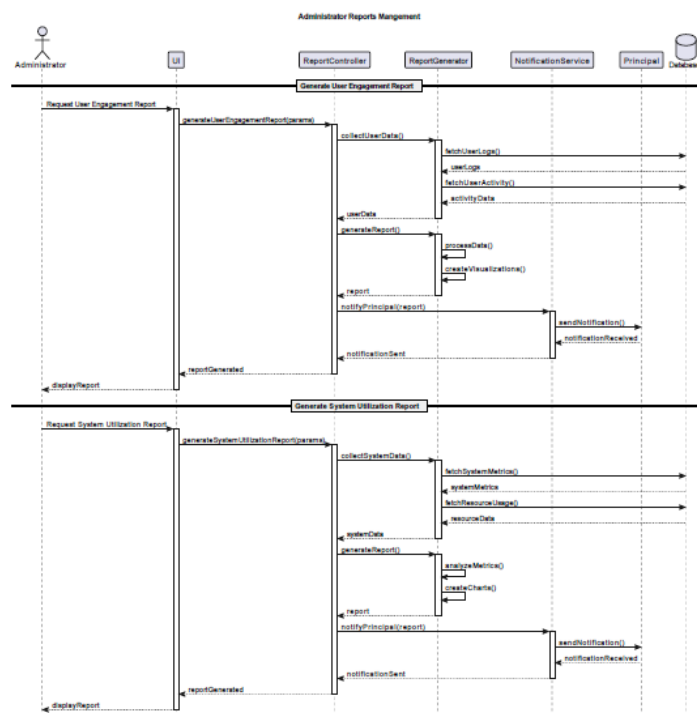 Administrator Reports Mangement
Administrator
UI
ReportController
ReportGenerator
NotificationService
Principal
Database
Generate User Engagement Report
Request User Engagement Report
generateUserEngagementReport(params)
collectUserData()
fetchUserLogs()
userLogs
fetchUserActivity()
activityData
userData
generateReport()
processData()
createVisualizations()
report
notifyPrincipal(report)
sendNotification()
notificationReceived
notificationSent
reportGenerated
displayReport
Generate System Utilization Report
Request System Utilization Report
generateSystemUtilizationReport(params)
collectSystemData()
fetchSystemMetrics()
systemMetrics
fetchResourceUsage()
resourceData
systemData
generateReport()
analyzeMetrics()
createCharts()
report
notifyPrincipal(report)
sendNotification()
notificationReceived
notificationSent
reportGenerated
displayReport